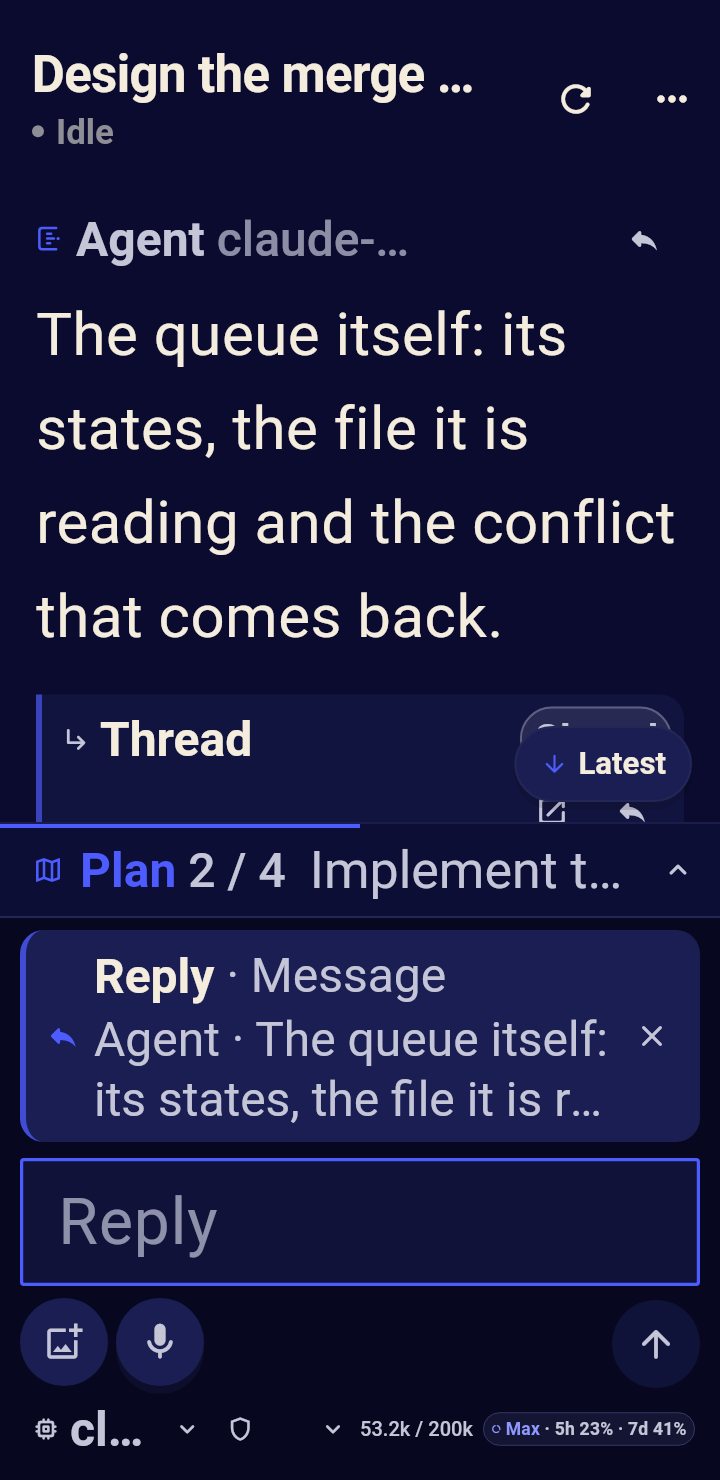 Design the merge ...
Idle
Agent claude-...
The queue itself: its
states, the file it is
reading and the conflict
that comes back.
Thread
Latest
Plan 2 / 4 Implement t...
Reply · Message
Agent · The queue itself:
its states, the file it is r...
Reply
cl... 53.2k / 200k Max · 5h 23% · 7d 41%